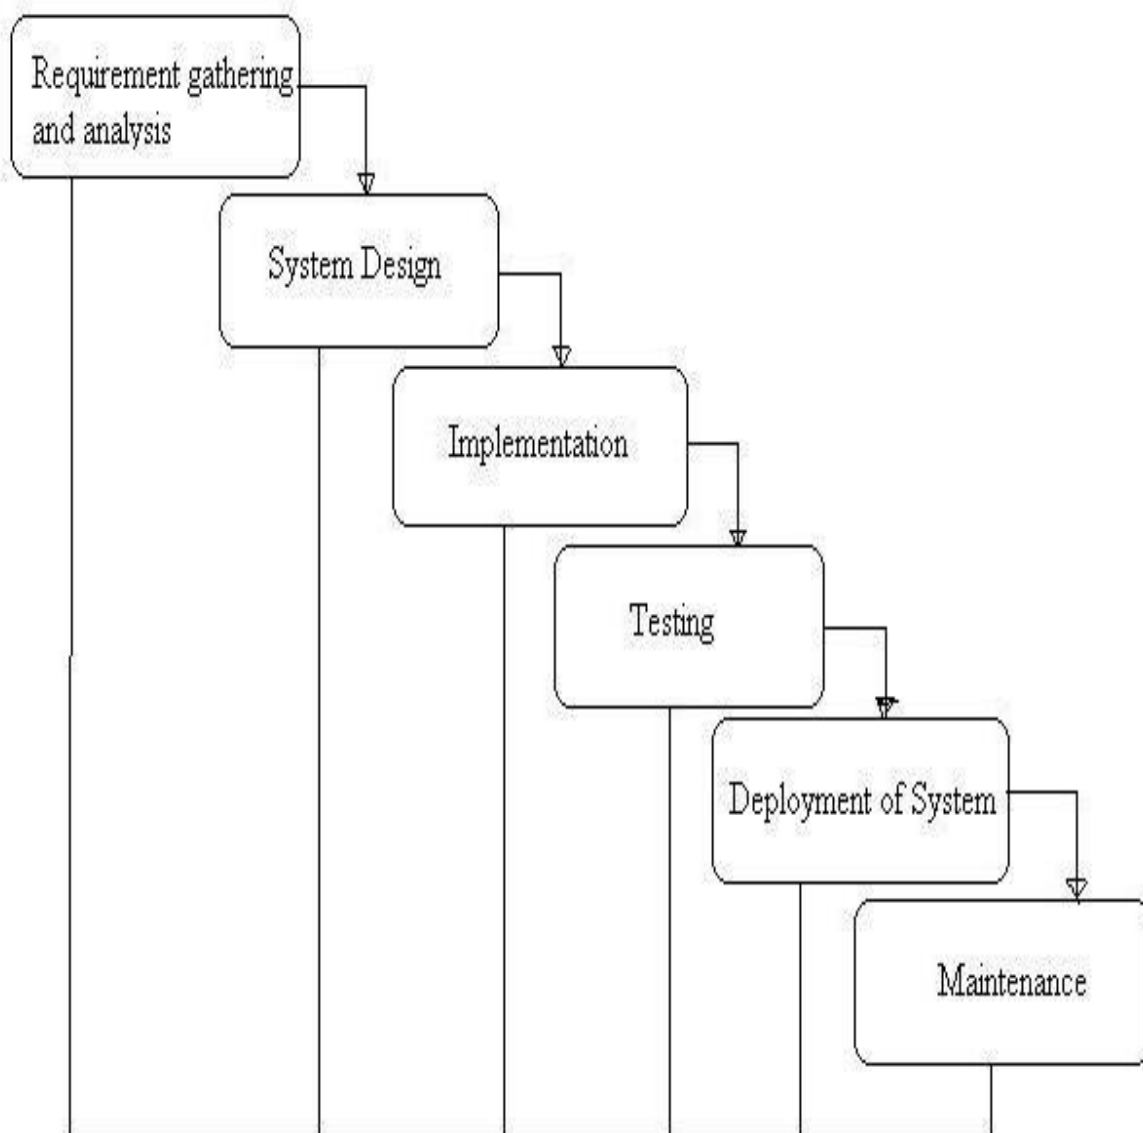 Requirement gathering
and analysis
System Design
Implementation
Testing
Deployment of System
Maintenance